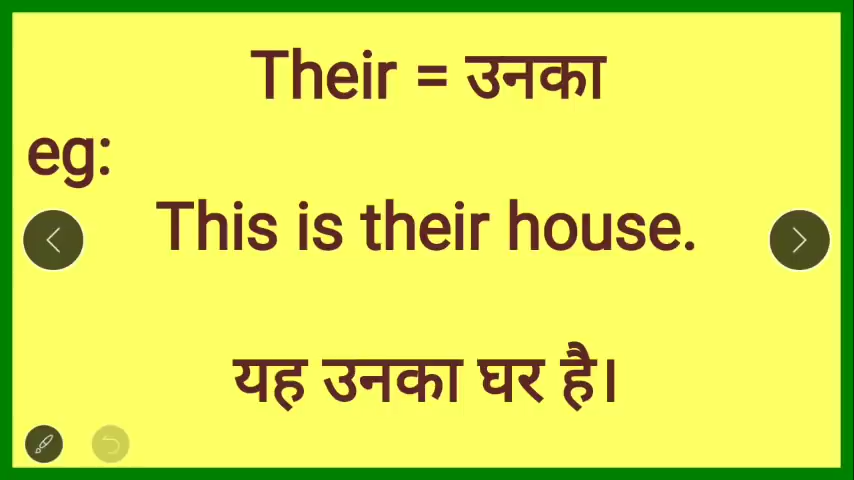 Their = उनका
eg:
This is their house.
यह उनका घर है।